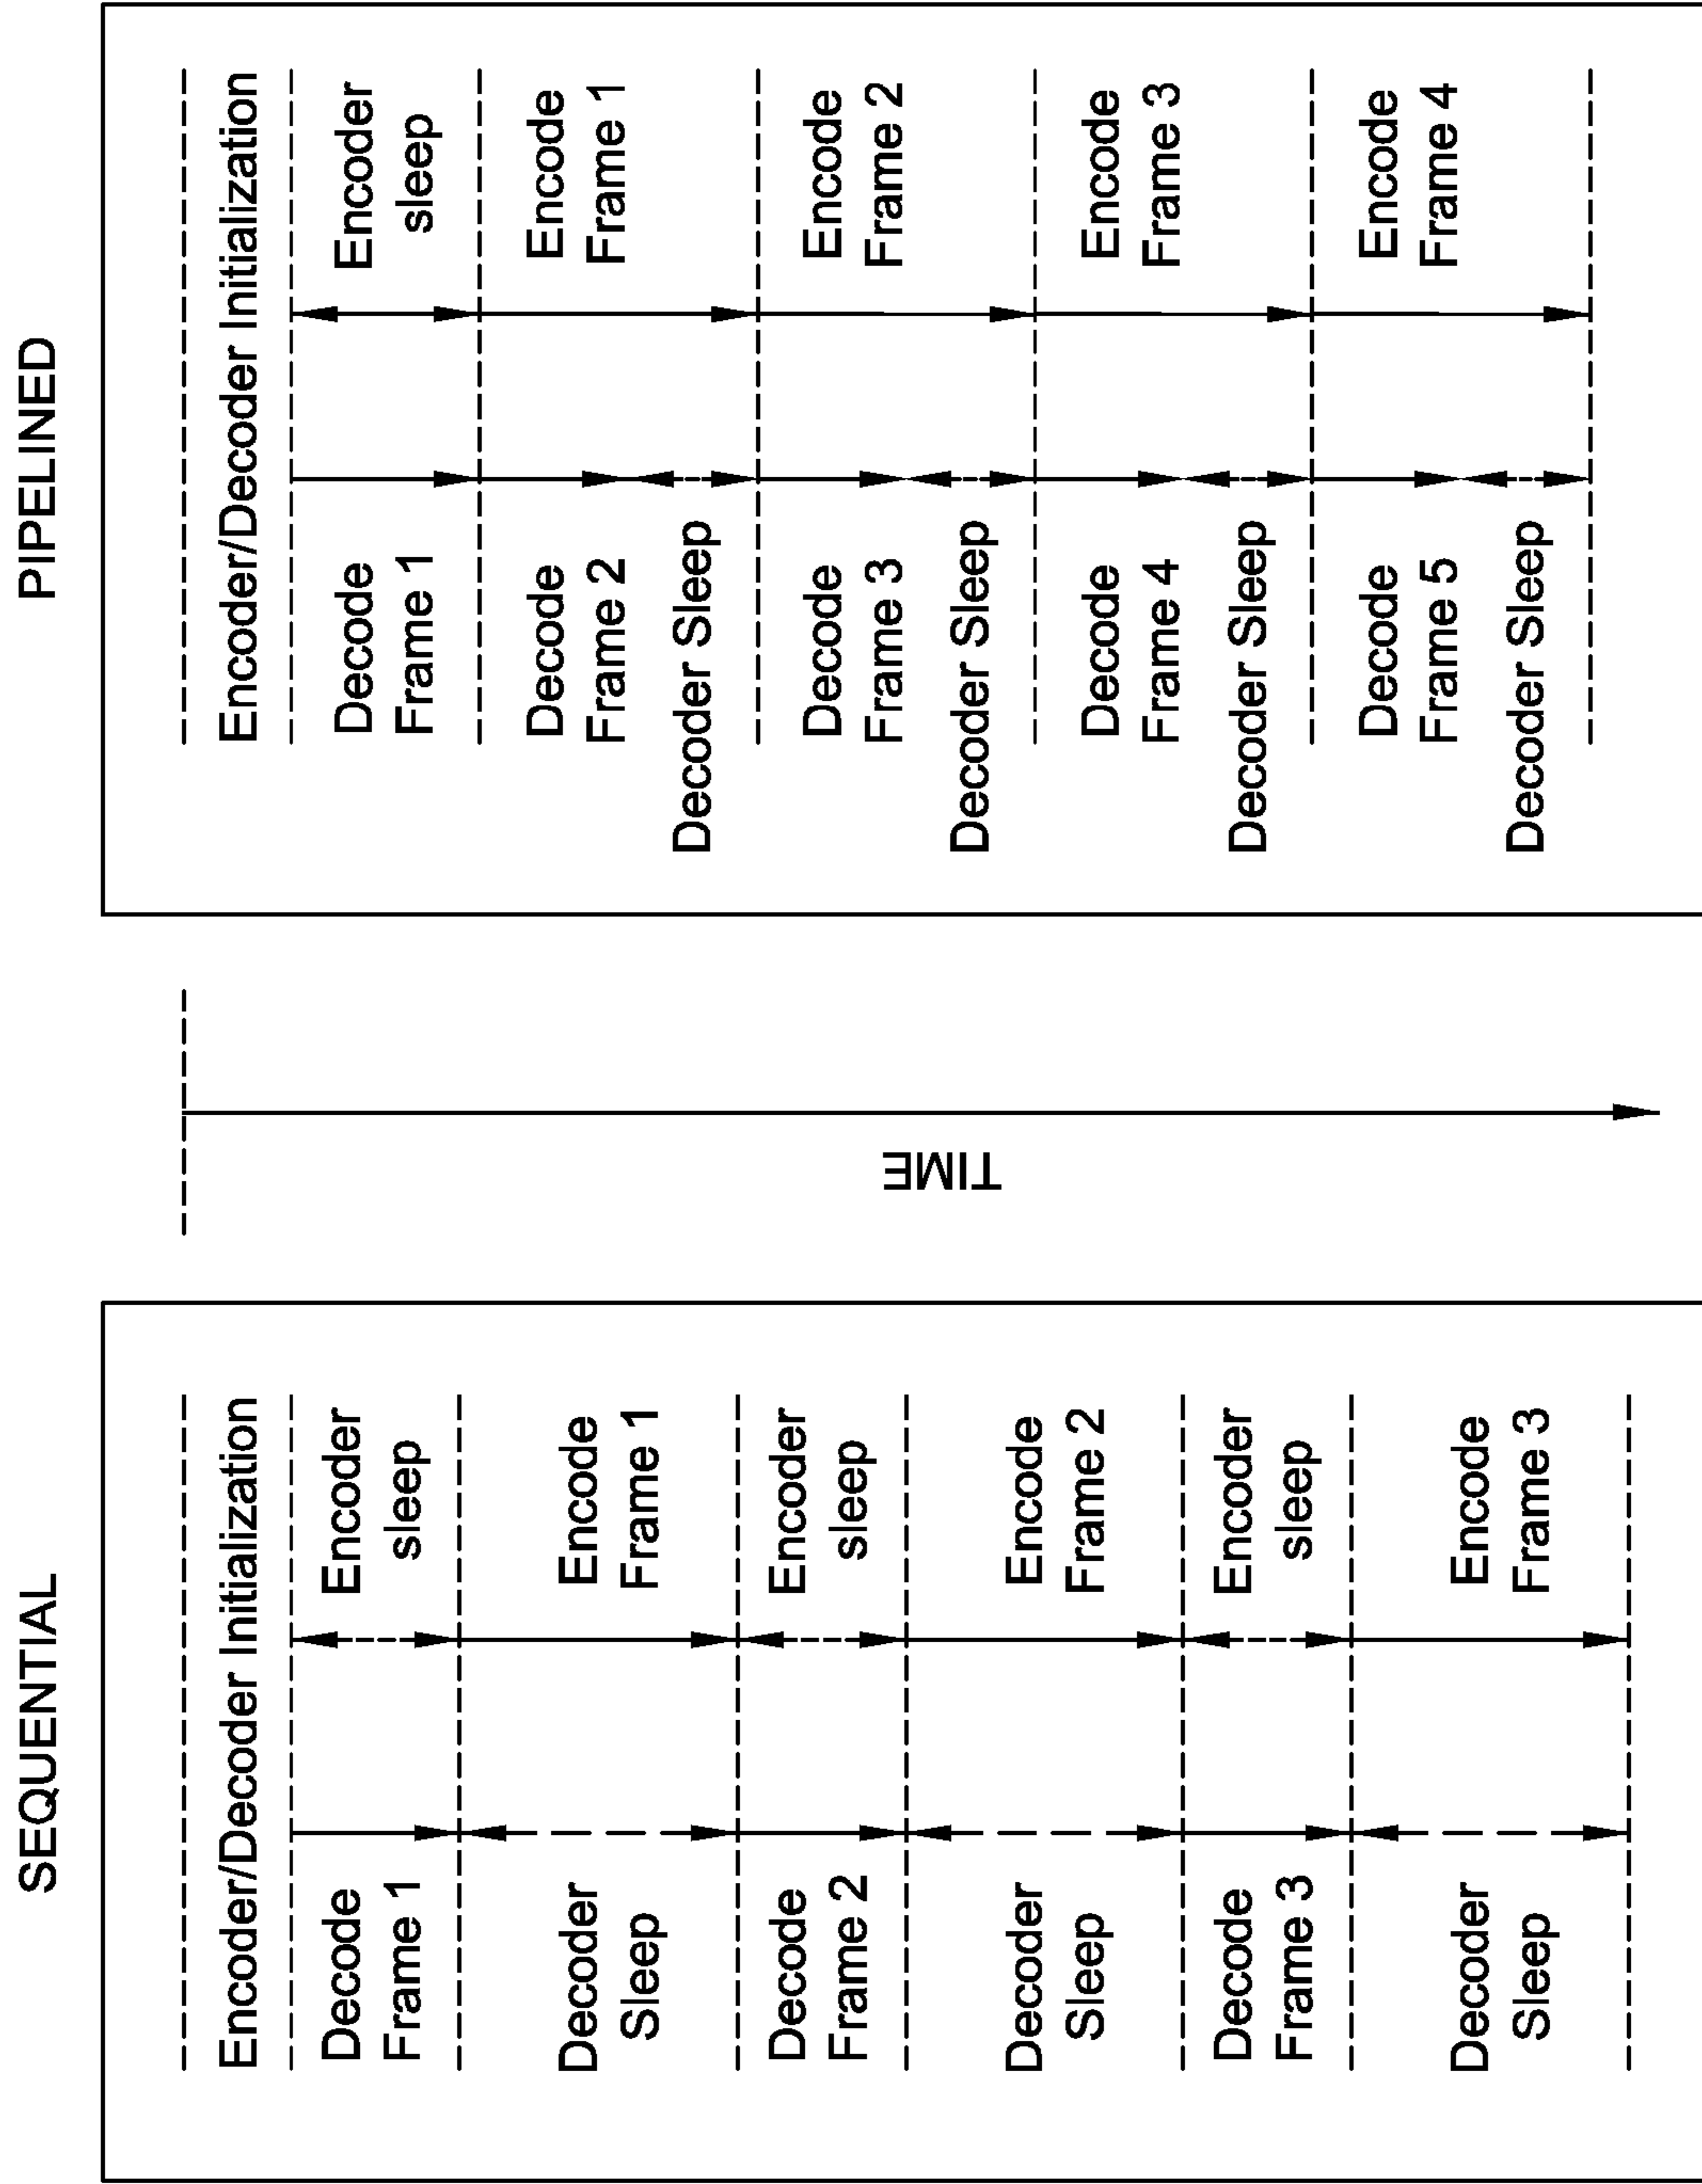 SEQUENTIAL
Encoder/Decoder Initialization
Decode
Frame 1
Encoder
sleep
Decoder
Sleep
Encode
Frame 1
Decode
Frame 2
Encoder
sleep
Decoder
Sleep
Encode
Frame 2
Decode
Frame 3
Encoder
sleep
Decoder
Sleep
Encode
Frame 3
TIME
PIPELINED
Encoder/Decoder Initialization
Decode
Frame 1
Encoder
sleep
Decode
Frame 2
Decoder Sleep
Encode
Frame 1
Decode
Frame 3
Decoder Sleep
Encode
Frame 2
Decode
Frame 4
Decoder Sleep
Encode
Frame 3
Decode
Frame 5
Decoder Sleep
Encode
Frame 4